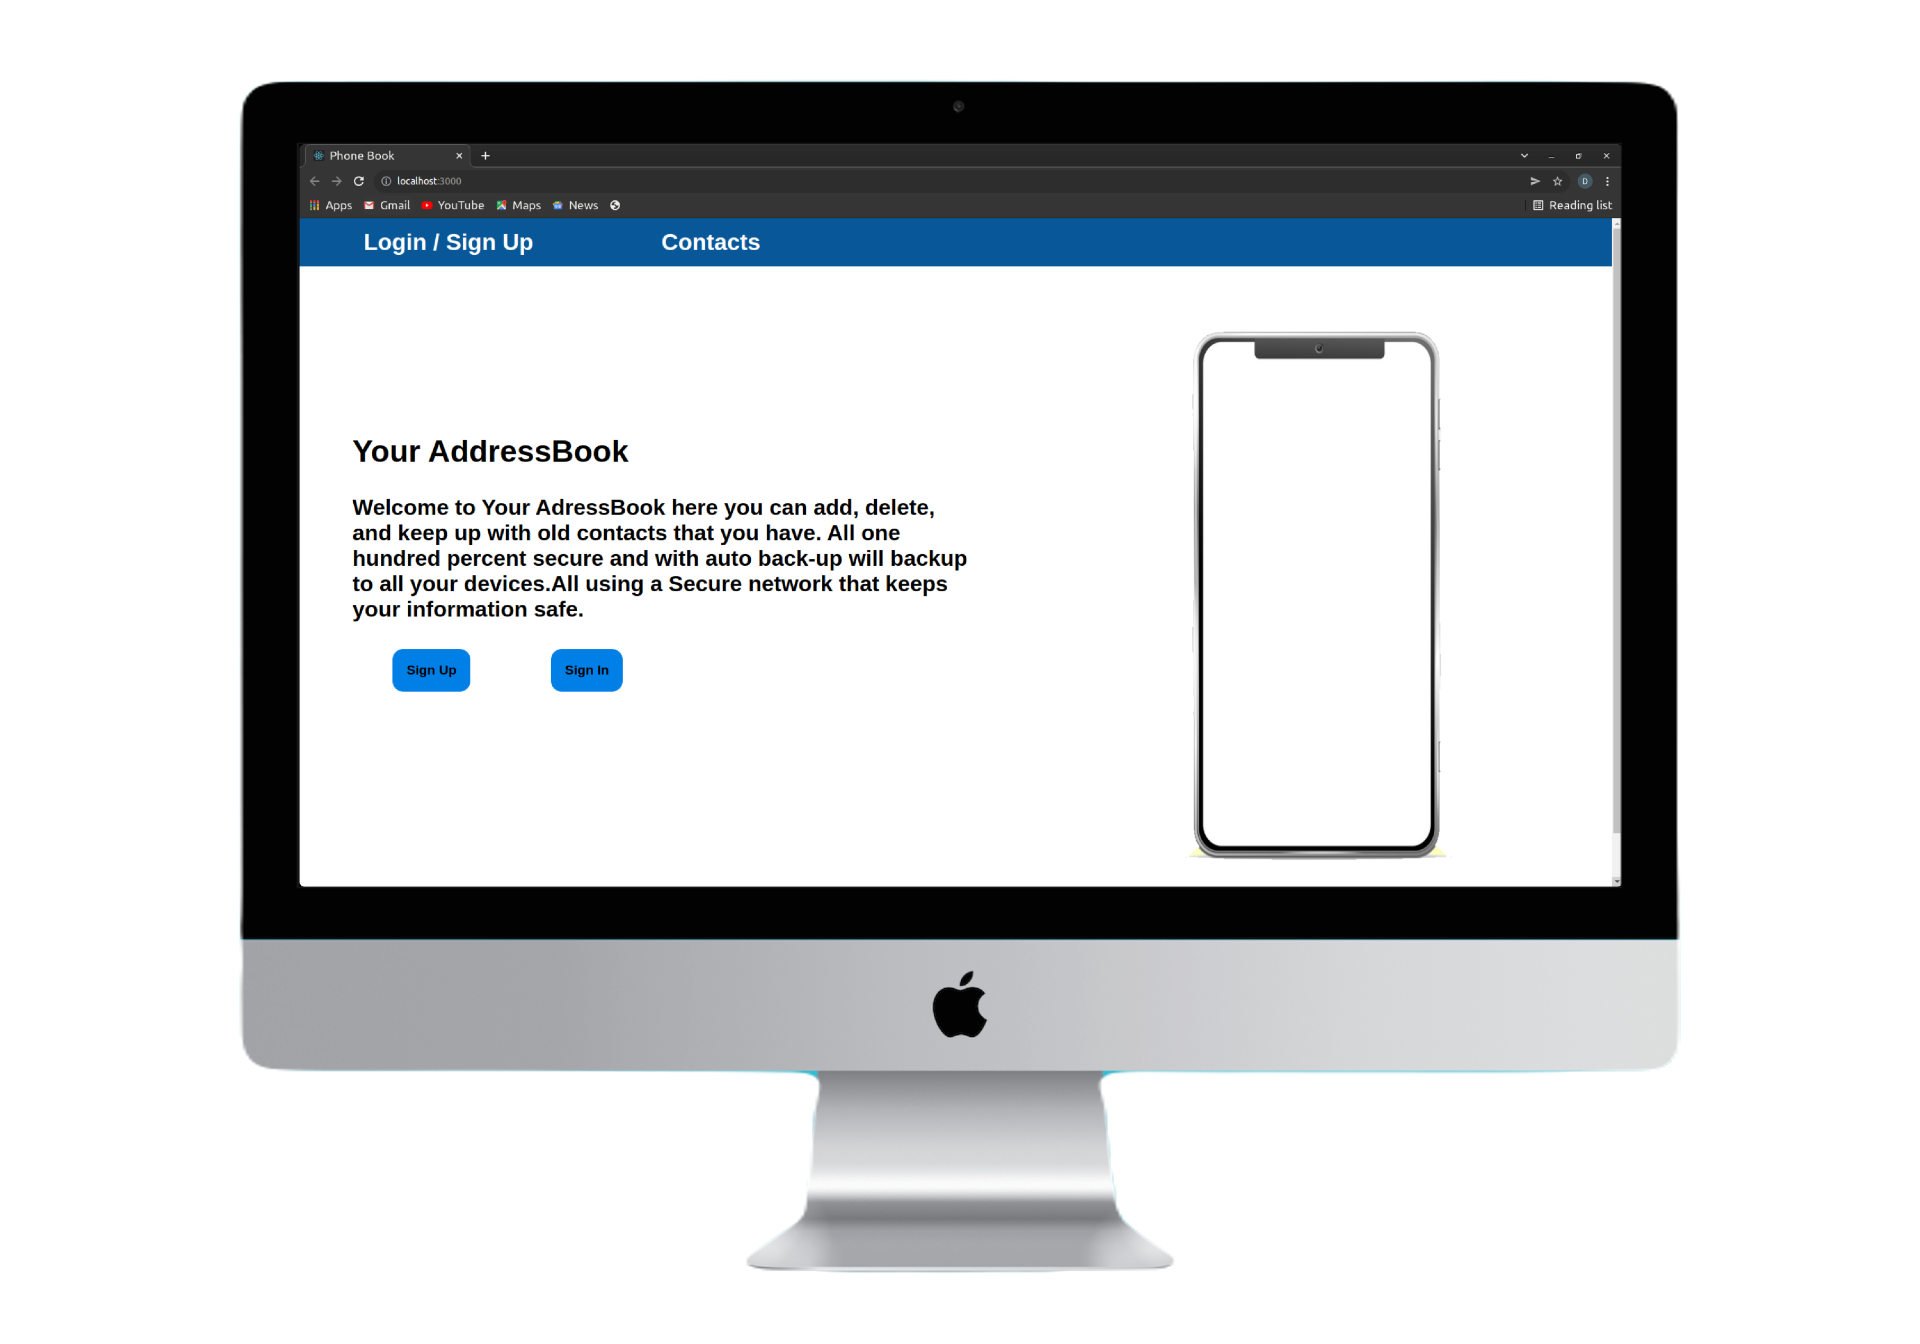 Phone Book
localhost:3000
D
Apps Gmail YouTube Maps News Reading list
Login / Sign Up Contacts
Your AddressBook
Welcome to Your AdressBook here you can add, delete,
and keep up with old contacts that you have. All one
hundred percent secure and with auto back-up will backup
to all your devices.All using a Secure network that keeps
your information safe.
Sign Up Sign In